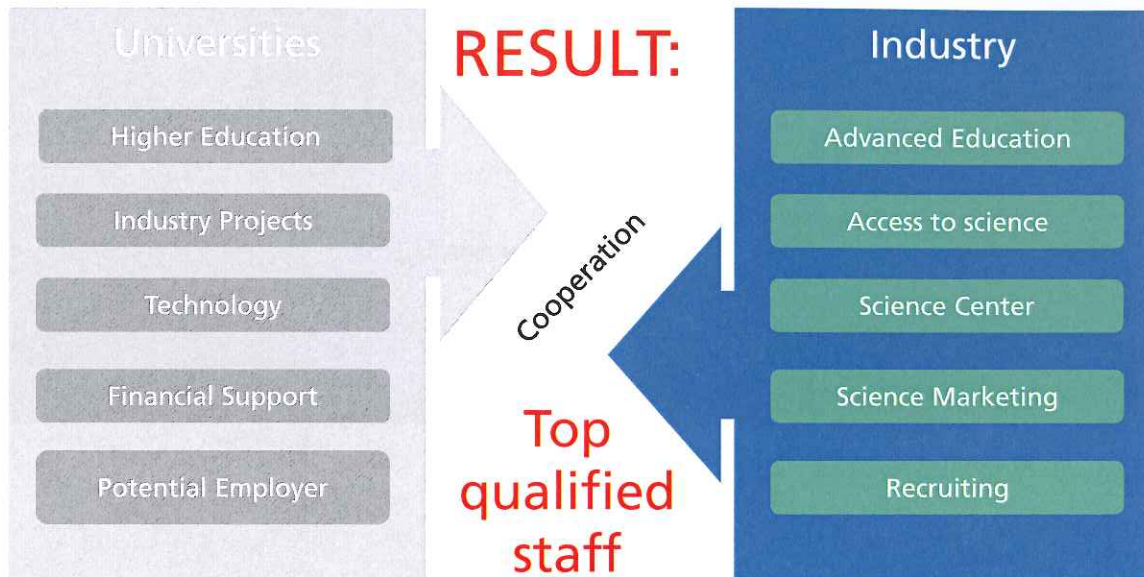 Universities
Higher Education
Industry Projects
Technology
Financial Support
Potential Employer
RESULT:
Cooperation
Top
qualified
staff
Industry
Advanced Education
Access to science
Science Center
Science Marketing
Recruiting